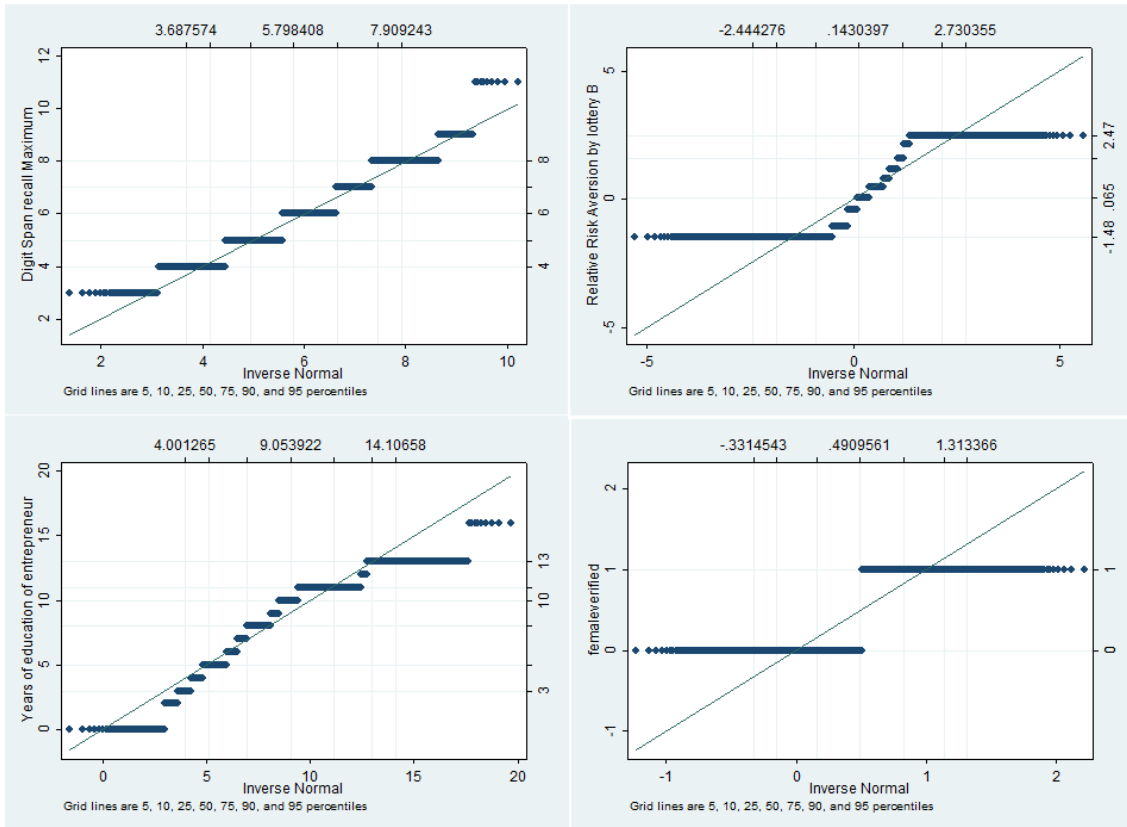 3.687574 5.798408 7.909243
Digit Span recall Maximum
12
10
8
6
4
2
8
6
4
2 4 6 8 10
Inverse Normal
Grid lines are 5, 10, 25, 50, 75, 90, and 95 percentiles
-2.444276 .1430397 2.730355
Relative Risk Aversion by lottery B
5
0
-5
2.47
.065
-1.48
-5 0 5
Inverse Normal
Grid lines are 5, 10, 25, 50, 75, 90, and 95 percentiles
4.001265 9.053922 14.10658
Years of education of entrepreneur
20
15
10
5
0
13
10
3
0 5 10 15 20
Inverse Normal
Grid lines are 5, 10, 25, 50, 75, 90, and 95 percentiles
-.3314543 .4909561 1.313366
femaleverified
2
1
0
-1
1
0
-1 0 1 2
Inverse Normal
Grid lines are 5, 10, 25, 50, 75, 90, and 95 percentiles